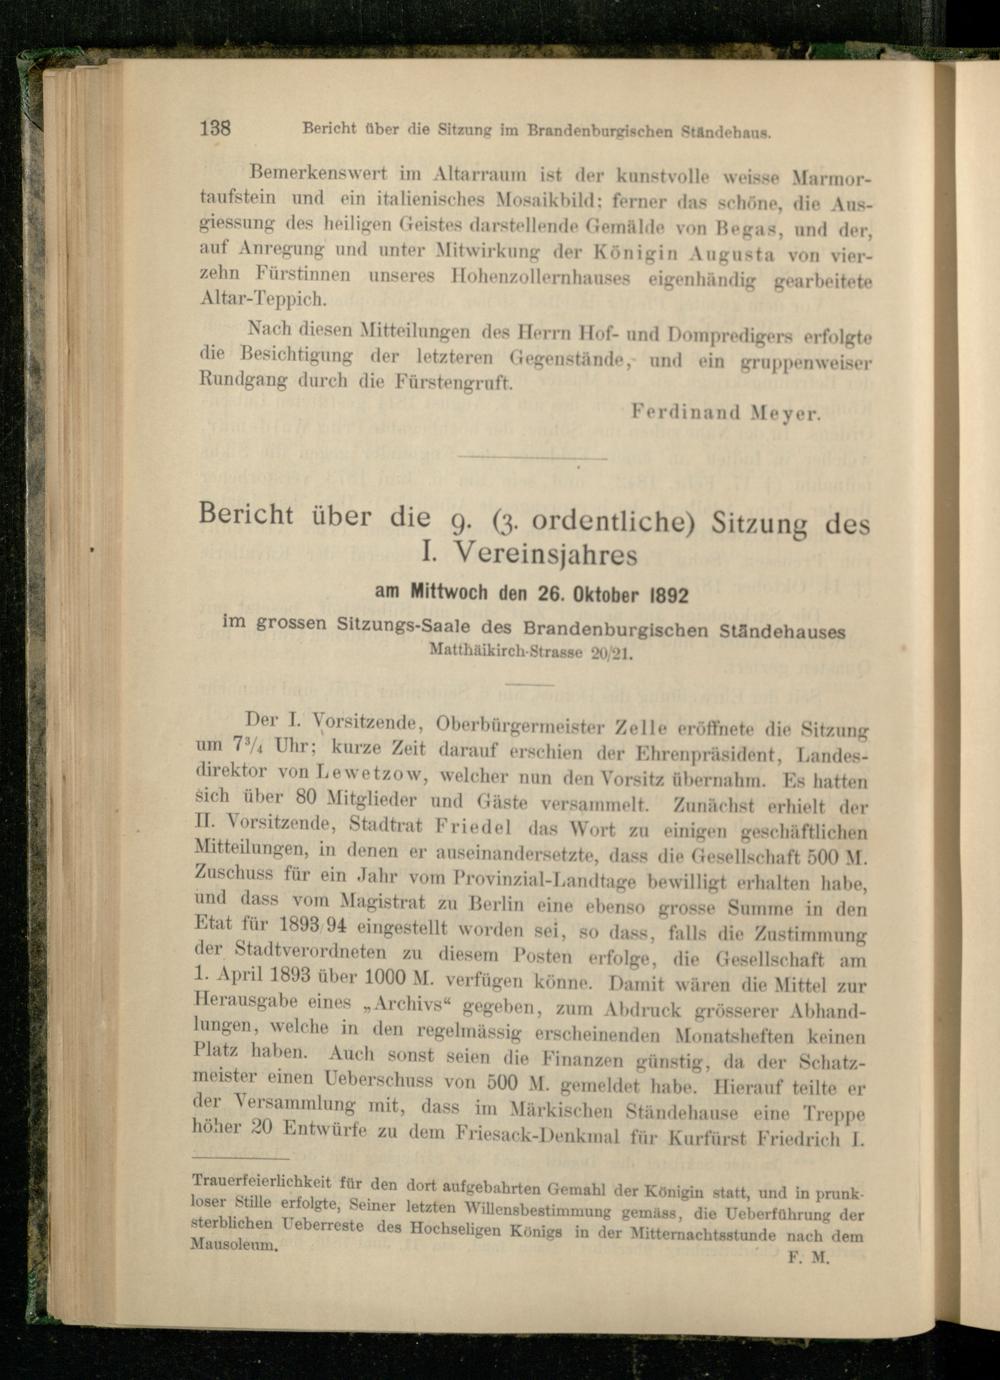 138 Bericht über die Sitzung im Brandenburgischen Ständehaus.
Bemerkenswert im Altarraum ist der kunstvolle weisse Marmor-
taufstein und ein italienisches Mosaikbild; ferner das schöne, die Aus-
giessung des heiligen Geistes darstellende Gemälde von Begas, und der,
auf Anregung und unter Mitwirkung der Königin Augusta von vier-
zehn Fürstinnen unseres Hohenzollernhauses eigenhändig gearbeitete
Altar-Teppich.
Nach diesen Mitteilungen des Herrn Hof- und Dompredigers erfolgte
die Besichtigung der letzteren Gegenstände, und ein gruppenweiser
Rundgang durch die Fürstengruft.
Ferdinand Meyer.
Bericht über die 9. (3. ordentliche) Sitzung des
I. Vereinsjahres
am Mittwoch den 26. Oktober 1892
im grossen Sitzungs-Saale des Brandenburgischen Ständehauses
Matthäikirch-Strasse 20/21.
Der I. Vorsitzende, Oberbürgermeister Zelle eröffnete die Sitzung
um 7¾ Uhr; kurze Zeit darauf erschien der Ehrenpräsident, Landes-
direktor von Lewetzow, welcher nun den Vorsitz übernahm. Es hatten
sich über 80 Mitglieder und Gäste versammelt. Zunächst erhielt der
II. Vorsitzende, Stadtrat Friedel das Wort zu einigen geschäftlichen
Mitteilungen, in denen er auseinandersetzte, dass die Gesellschaft 500 M.
Zuschuss für ein Jahr vom Provinzial-Landtage bewilligt erhalten habe,
und dass vom Magistrat zu Berlin eine ebenso grosse Summe in den
Etat für 1893/94 eingestellt worden sei, so dass, falls die Zustimmung
der Stadtverordneten zu diesem Posten erfolge, die Gesellschaft am
1. April 1893 über 1000 M. verfügen könne. Damit wären die Mittel zur
Herausgabe eines „Archivs“ gegeben, zum Abdruck grösserer Abhand-
lungen, welche in den regelmässig erscheinenden Monatsheften keinen
Platz haben. Auch sonst seien die Finanzen günstig, da der Schatz-
meister einen Ueberschuss von 500 M. gemeldet habe. Hierauf teilte er
der Versammlung mit, dass im Märkischen Ständehause eine Treppe
höher 20 Entwürfe zu dem Friesack-Denkmal für Kurfürst Friedrich I.
Trauerfeierlichkeit für den dort aufgebahrten Gemahl der Königin statt, und in prunk-
loser Stille erfolgte, Seiner letzten Willensbestimmung gemäss, die Ueberführung der
sterblichen Ueberreste des Hochseligen Königs in der Mitternachtsstunde nach dem
Mausoleum.
F. M.